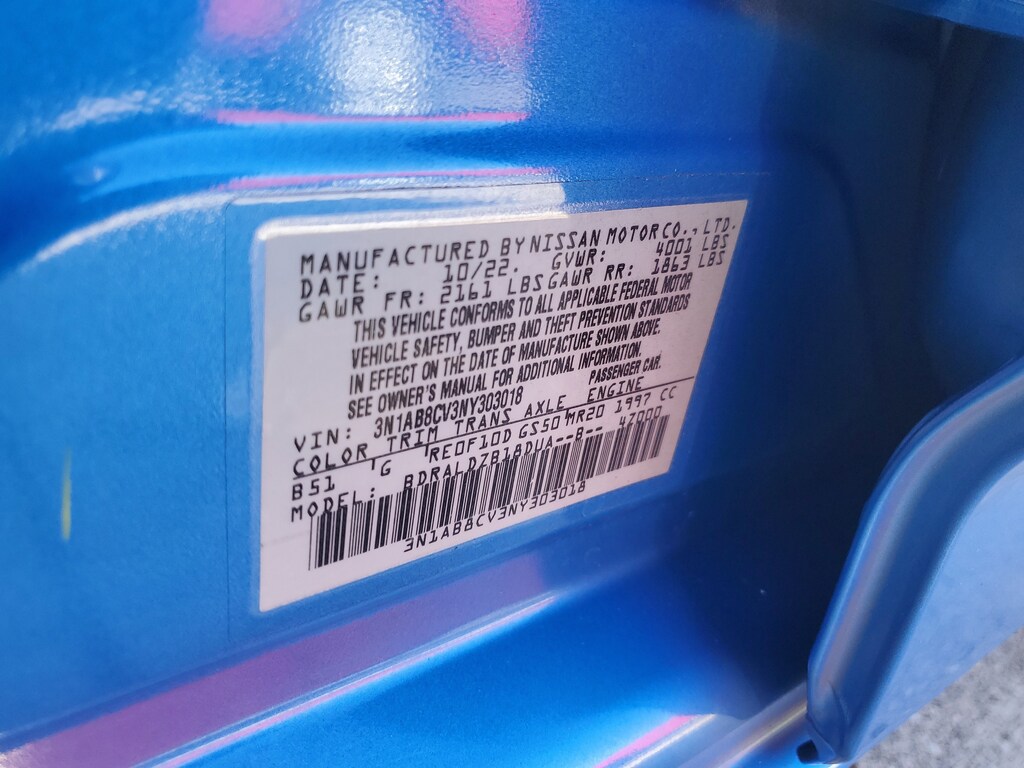 MANUFACTURED BY NISSAN MOTOR CO., LTD.
DATE: 10/22. GVWR: 4001 LBS
GAWR FR: 2161 LBS GAWR RR: 1863 LBS
THIS VEHICLE CONFORMS TO ALL APPLICABLE FEDERAL MOTOR
VEHICLE SAFETY, BUMPER AND THEFT PREVENTION STANDARDS
IN EFFECT ON THE DATE OF MANUFACTURE SHOWN ABOVE.
SEE OWNER'S MANUAL FOR ADDITIONAL INFORMATION.
VIN: 3N1AB8CV3NY303018 PASSENGER CAR.
COLOR TRIM TRANS AXLE ENGINE
B51 G RE0F10D GS50 MR20 1997 CC
MODEL: BDRALDZB18DUA--B-- 4Z000
3N1AB8CV3NY303018